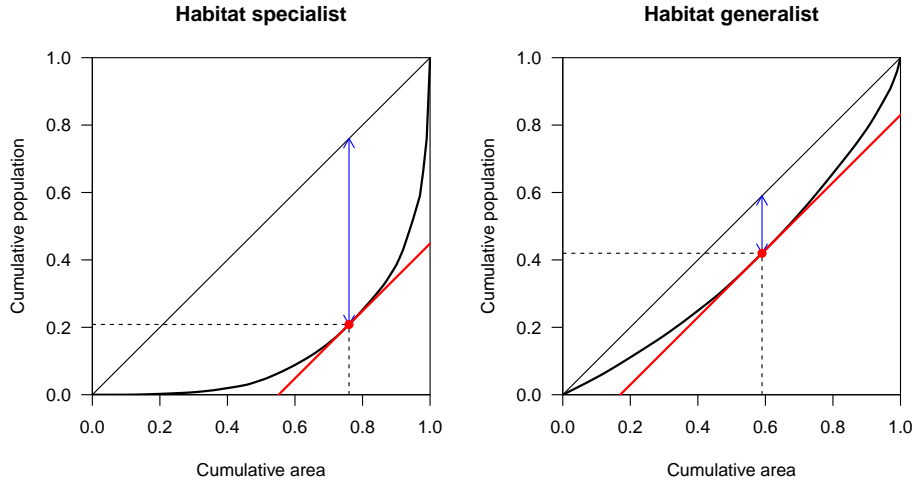 Habitat specialist
Cumulative population
1.0
0.8
0.6
0.4
0.2
0.0
0.0 0.2 0.4 0.6 0.8 1.0
Cumulative area
Habitat generalist
Cumulative population
1.0
0.8
0.6
0.4
0.2
0.0
0.0 0.2 0.4 0.6 0.8 1.0
Cumulative area